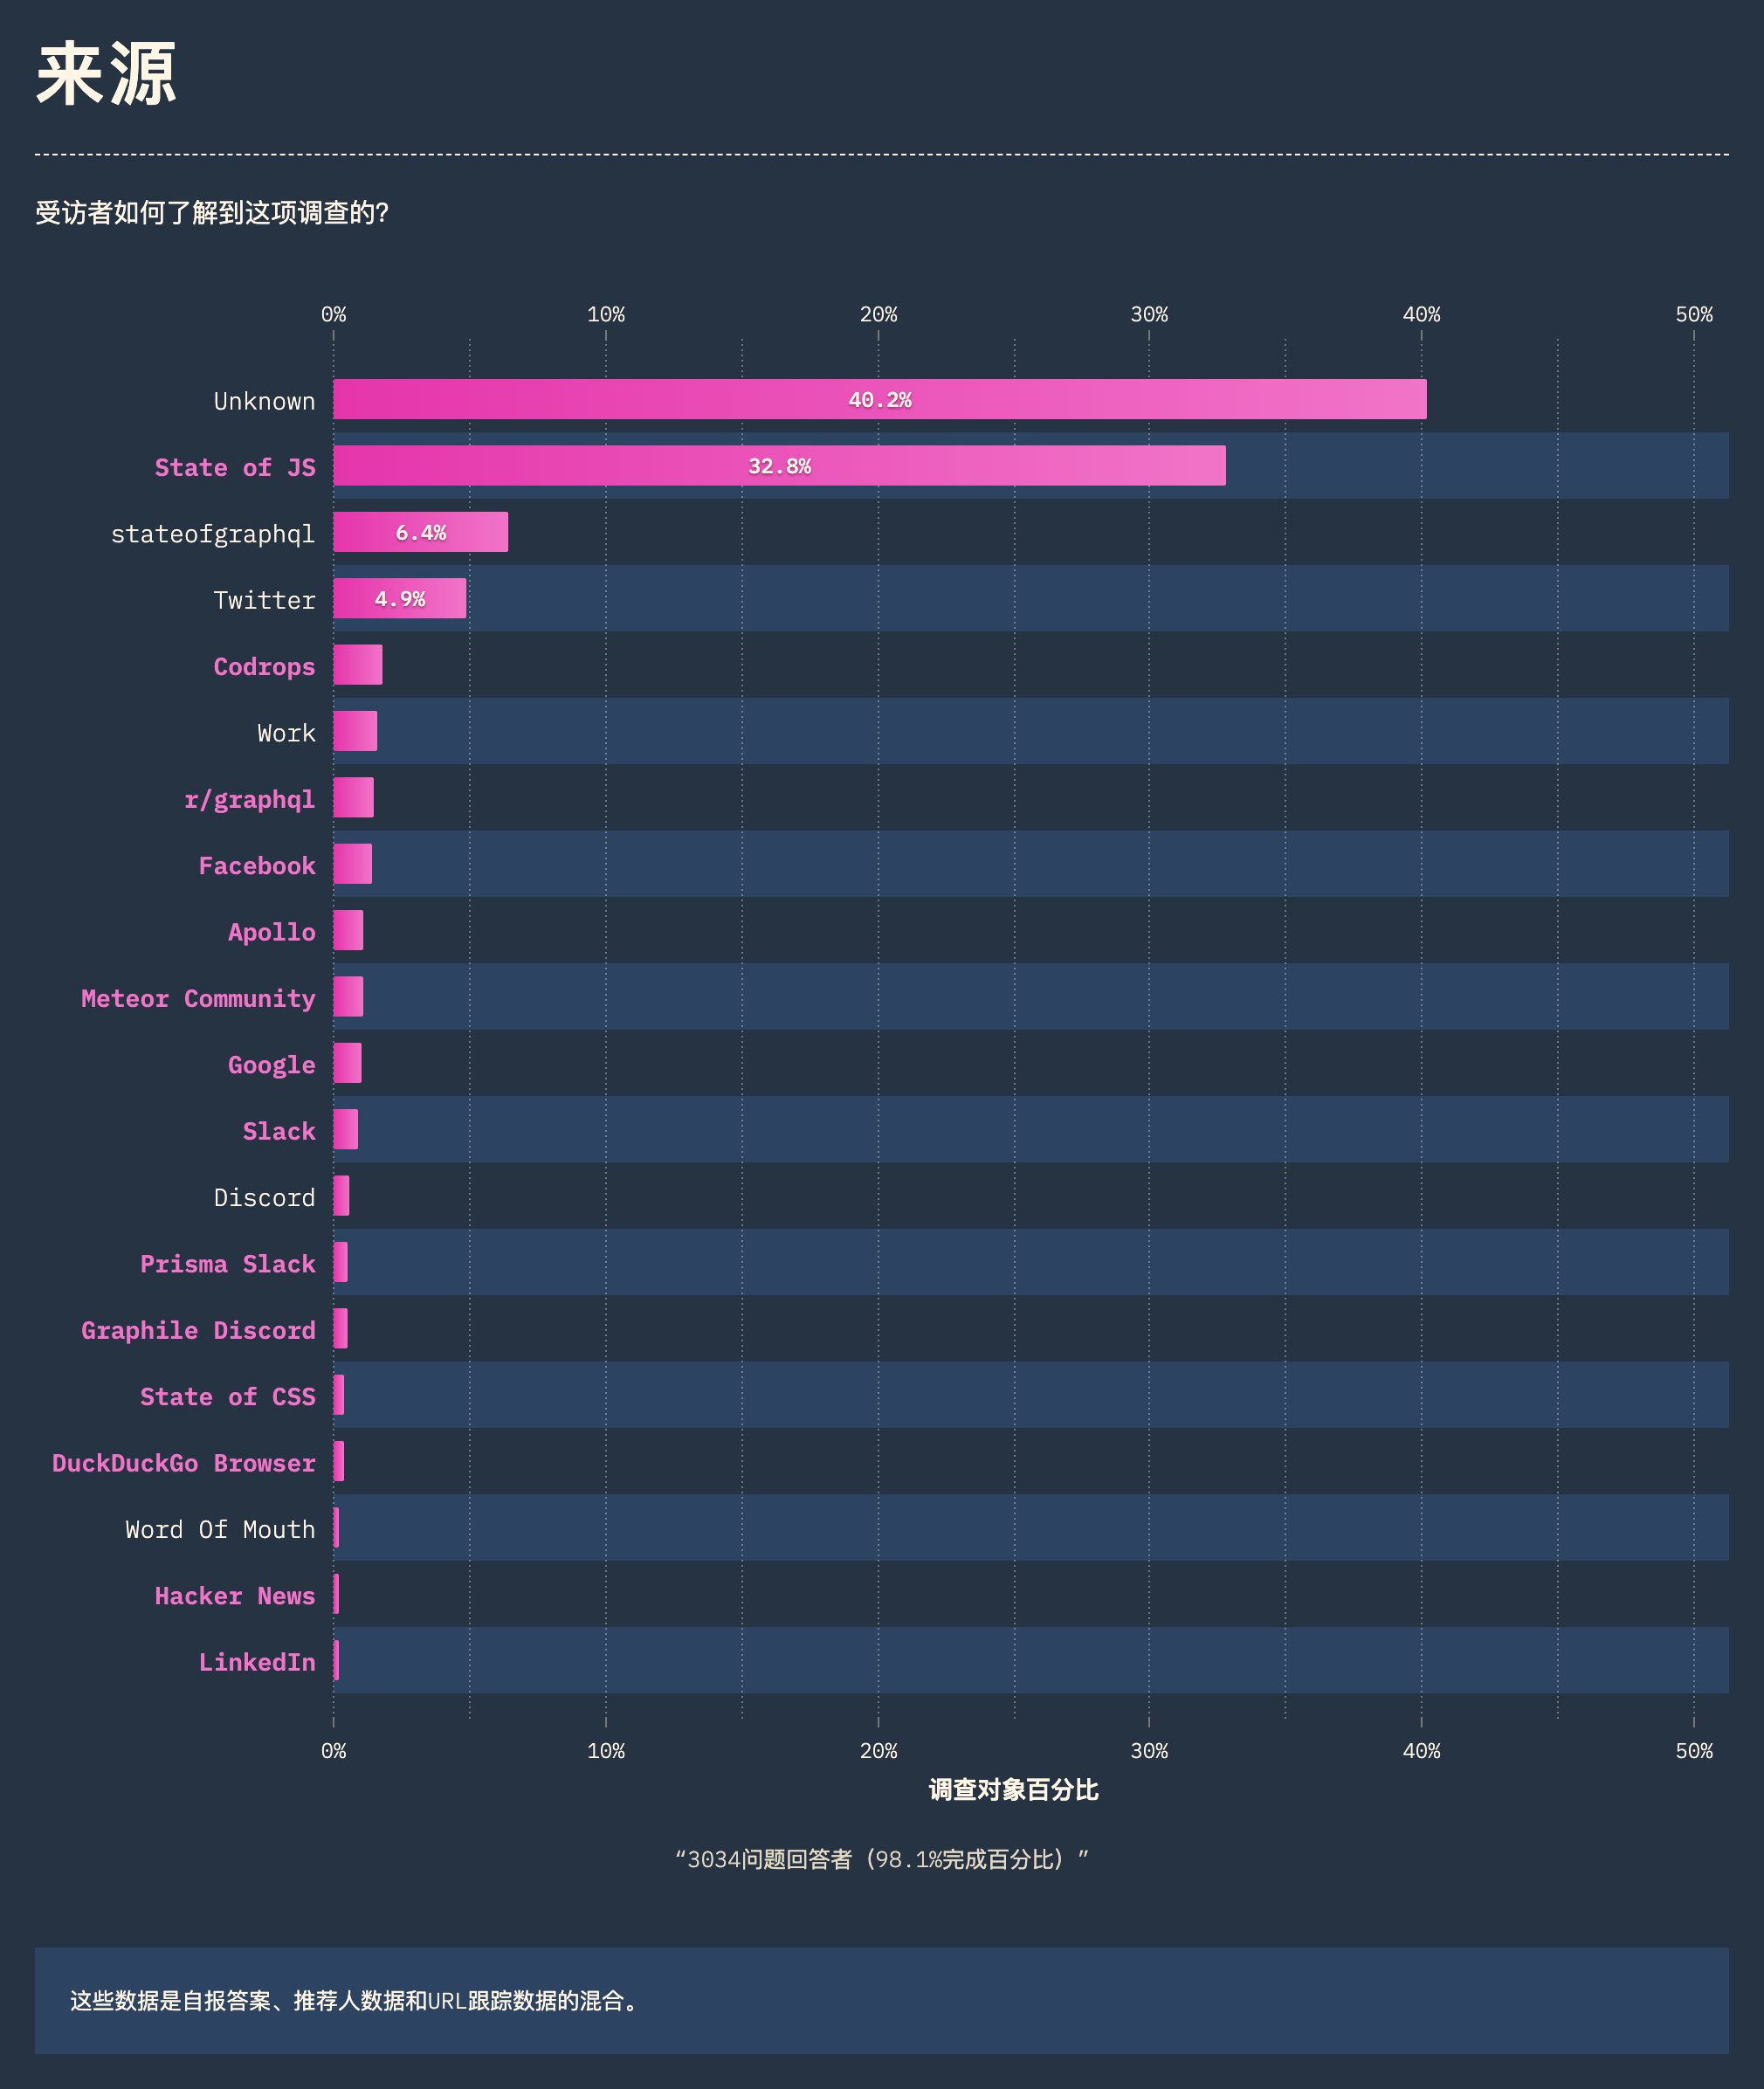 来源
受访者如何了解到这项调查的?
0% 10% 20% 30% 40% 50%
Unknown 40.2%
State of JS 32.8%
stateofgraphql 6.4%
Twitter 4.9%
Codrops
Work
r/graphql
Facebook
Apollo
Meteor Community
Google
Slack
Discord
Prisma Slack
Graphile Discord
State of CSS
DuckDuckGo Browser
Word Of Mouth
Hacker News
LinkedIn
0% 10% 20% 30% 40% 50%
调查对象百分比
“3034问题回答者（98.1%完成百分比）”
这些数据是自报答案、推荐人数据和URL跟踪数据的混合。